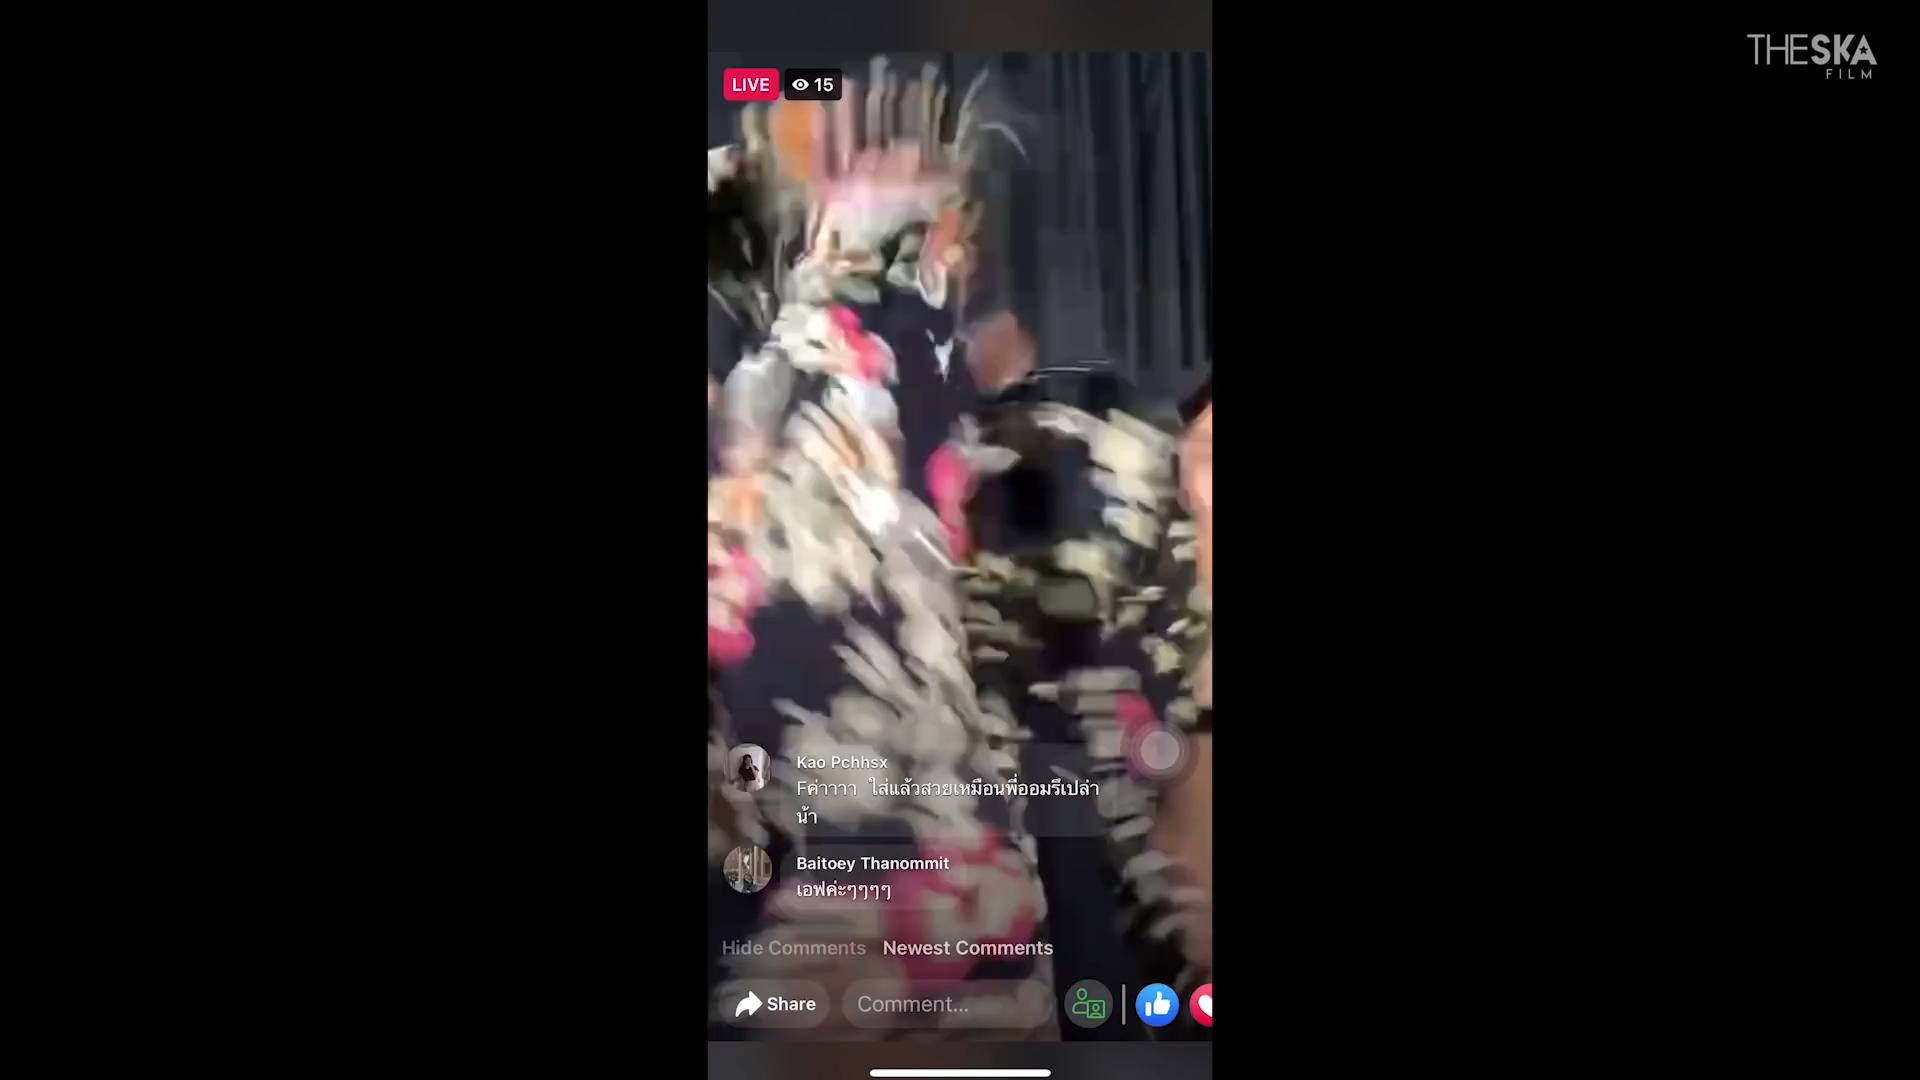 THESKA
FILM
LIVE
15
Kao Pchhsx
Fค่าาาา ใส่แล้วสวยเหมือนพี่ออมรึเปล่า
น้า
Baitoey Thanommit
เอฟค่ะๆๆๆๆ
Hide Comments Newest Comments
Share Comment...